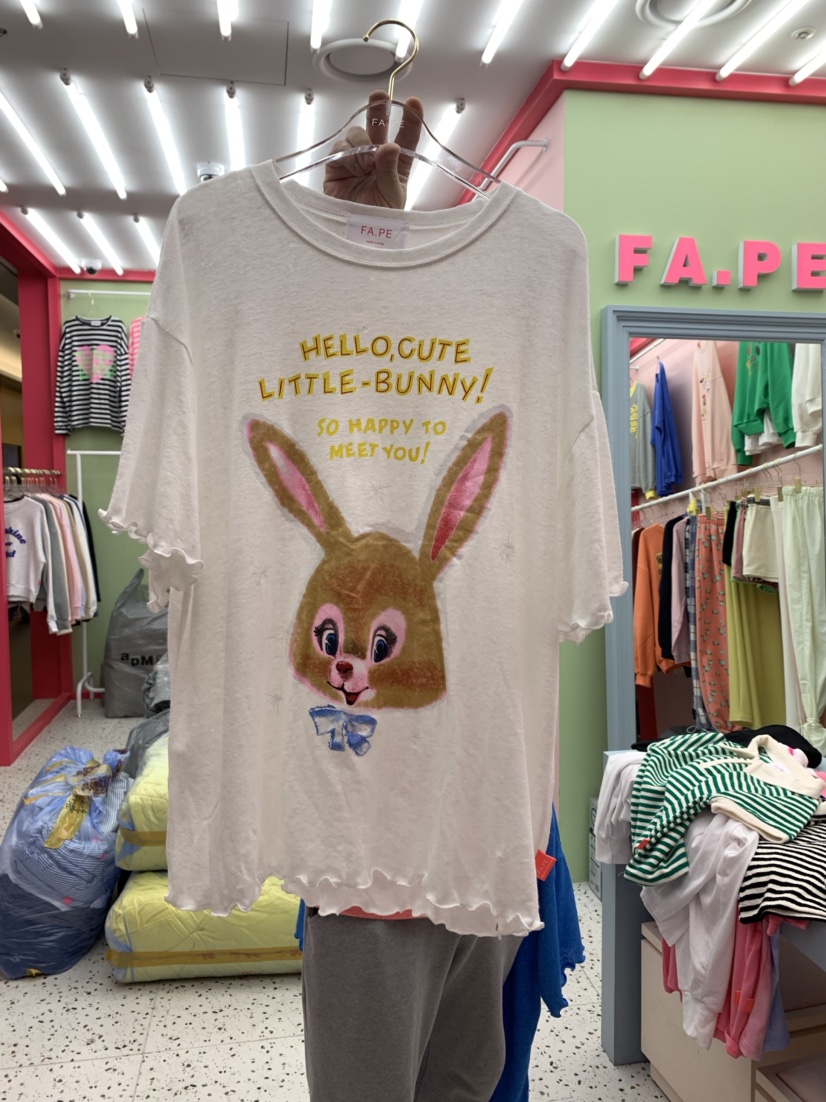 FA.PE
FA.PE
FA.PE
HELLO,CUTE
LITTLE-BUNNY!
SO HAPPY TO
MEET YOU!